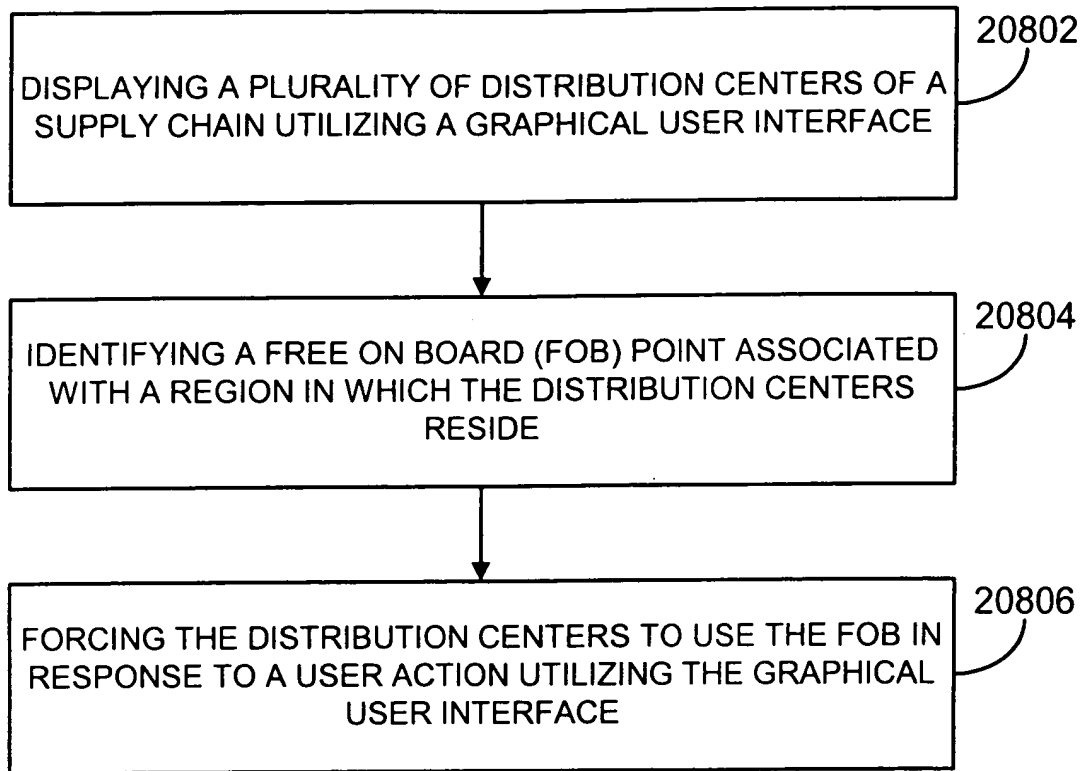 20802
DISPLAYING A PLURALITY OF DISTRIBUTION CENTERS OF A
SUPPLY CHAIN UTILIZING A GRAPHICAL USER INTERFACE
20804
IDENTIFYING A FREE ON BOARD (FOB) POINT ASSOCIATED
WITH A REGION IN WHICH THE DISTRIBUTION CENTERS
RESIDE
20806
FORCING THE DISTRIBUTION CENTERS TO USE THE FOB IN
RESPONSE TO A USER ACTION UTILIZING THE GRAPHICAL
USER INTERFACE